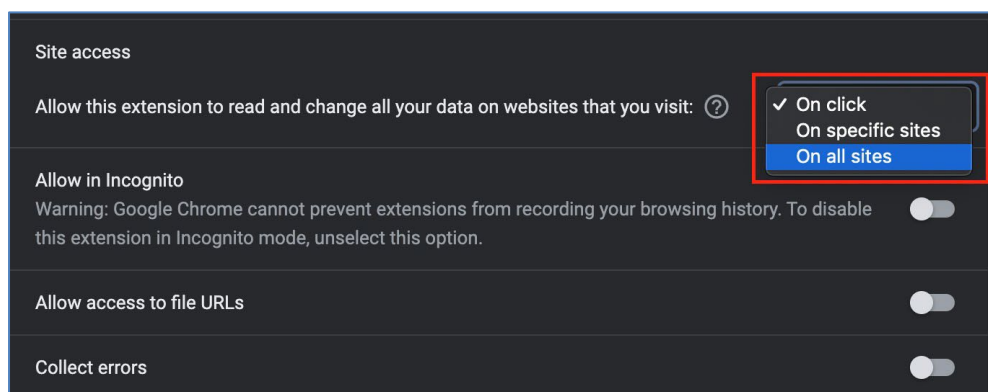 Site access
Allow this extension to read and change all your data on websites that you visit:
On click
On specific sites
On all sites
Allow in Incognito
Warning: Google Chrome cannot prevent extensions from recording your browsing history. To disable
this extension in Incognito mode, unselect this option.
Allow access to file URLs
Collect errors